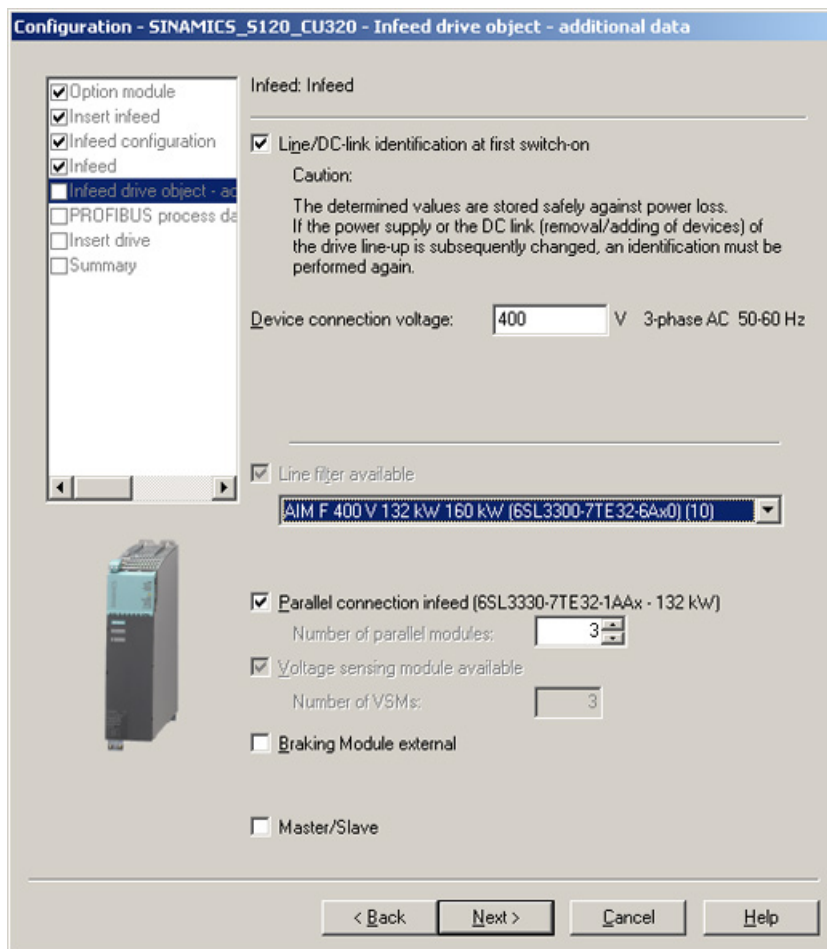 Configuration - SINAMICS_S120_CU320 - Infeed drive object - additional data
Option module
Insert infeed
Infeed configuration
Infeed
Infeed drive object - ad
PROFIBUS process da
Insert drive
Summary
Infeed: Infeed
Line/DC-link identification at first switch-on
Caution:
The determined values are stored safely against power loss.
If the power supply or the DC link (removal/adding of devices) of
the drive line-up is subsequently changed, an identification must be
performed again.
Device connection voltage: 400 V 3-phase AC 50-60 Hz
Line filter available
AIM F 400 V 132 kW 160 kW (6SL3300-7TE32-6Ax0) (10)
Parallel connection infeed (6SL3330-7TE32-1AAx - 132 kW)
Number of parallel modules: 3
Voltage sensing module available
Number of VSMs: 3
Braking Module external
Master/Slave
< Back Next > Cancel Help